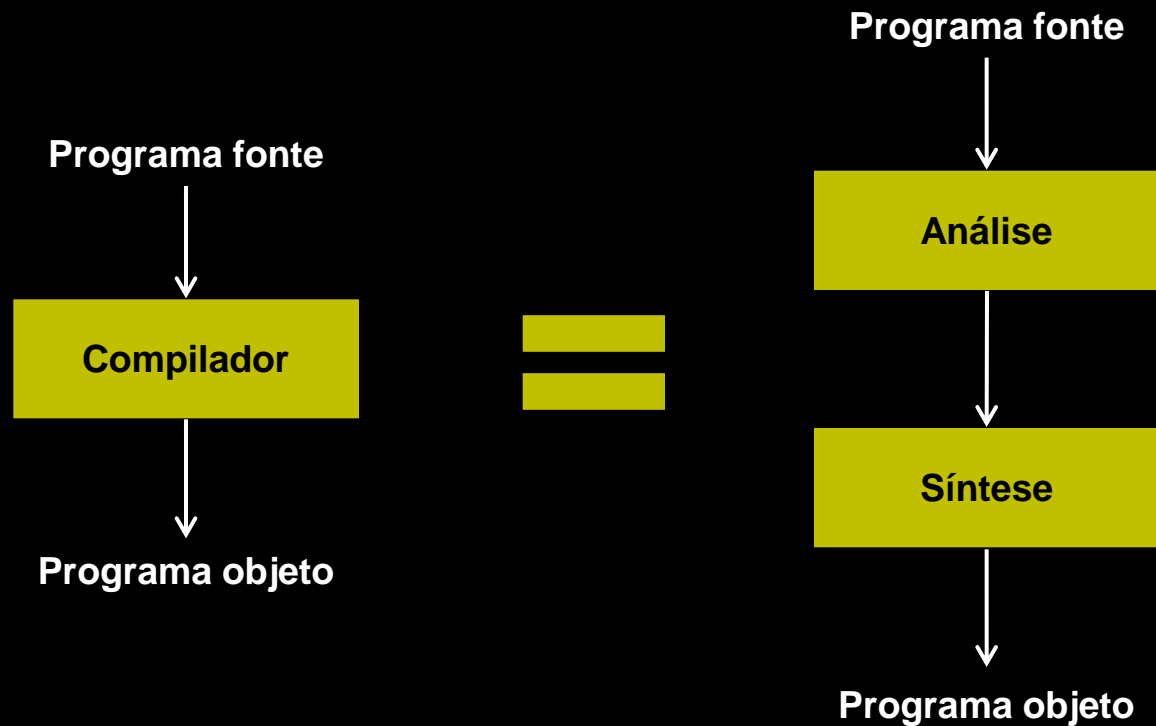 Programa fonte
Compilador
Programa objeto
Programa fonte
Análise
Síntese
Programa objeto